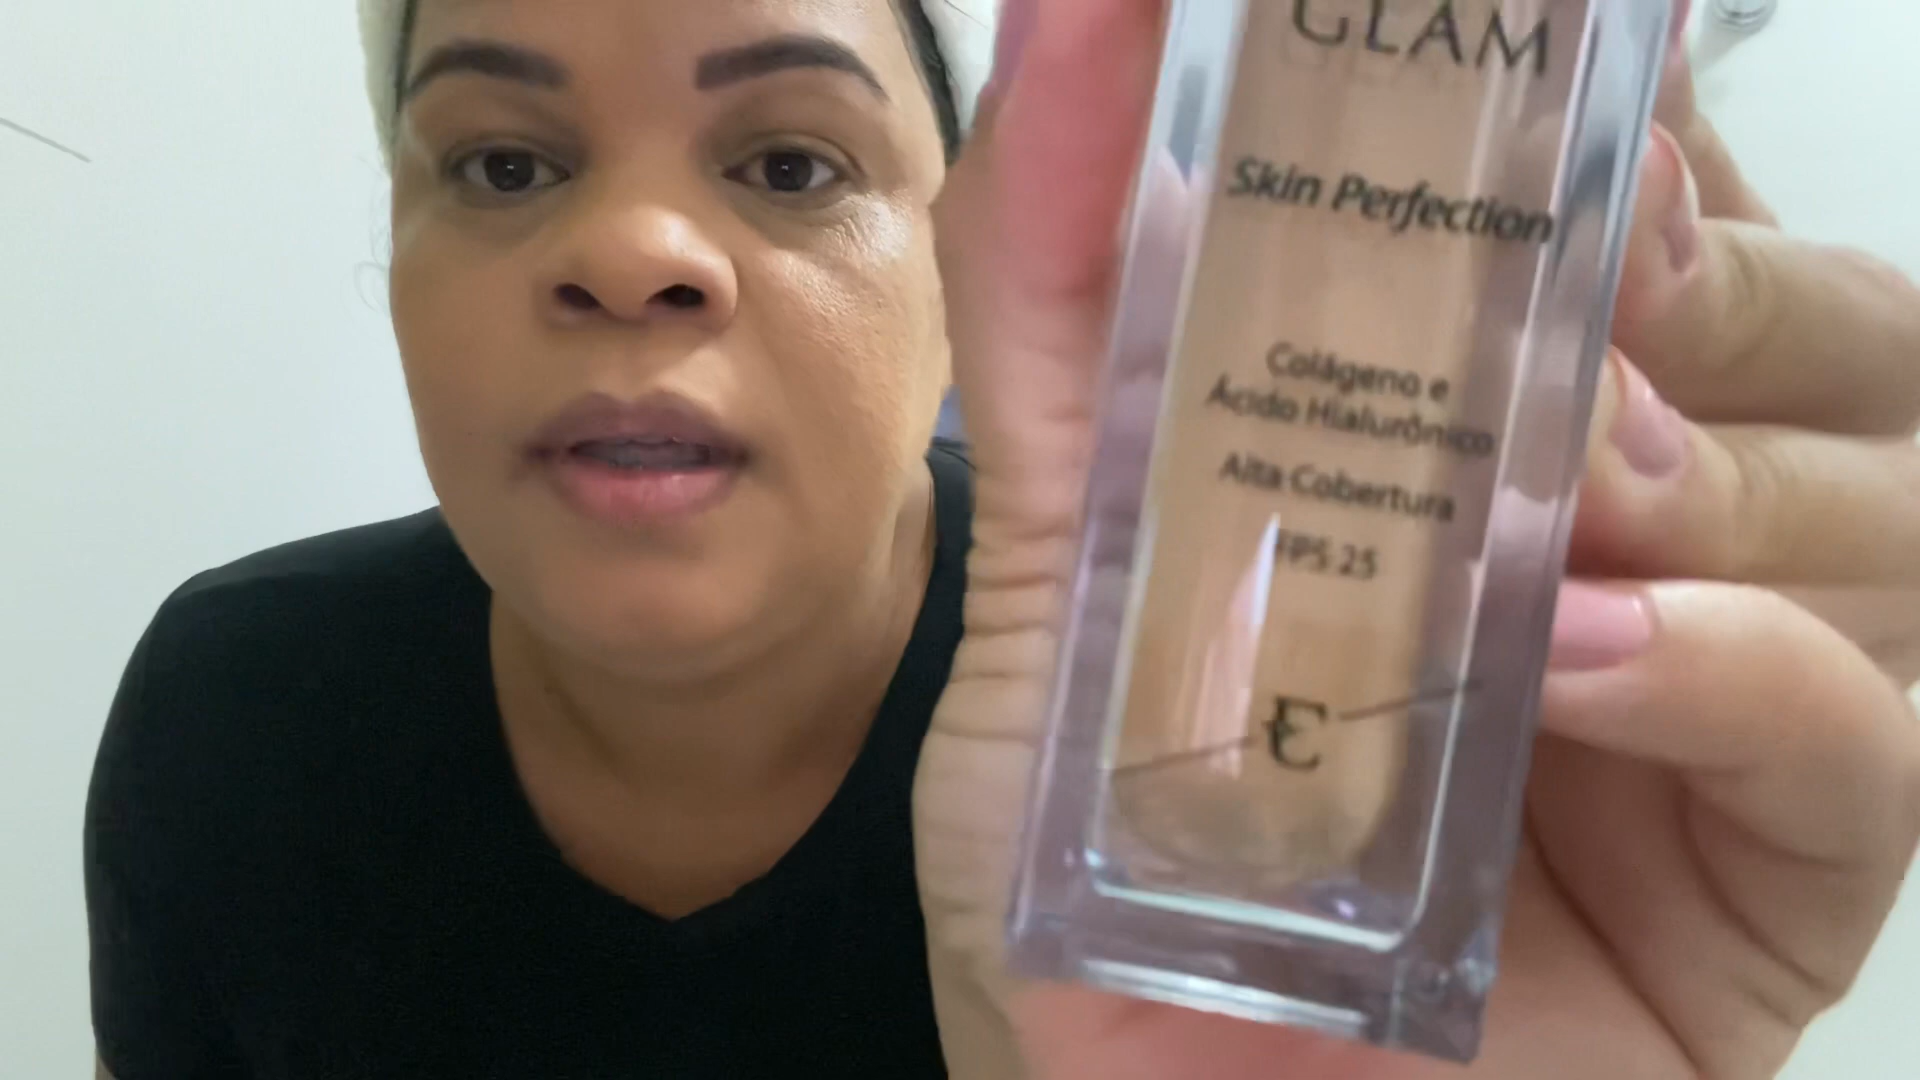 GLAM
Skin Perfection
Colágeno e
Ácido Hialurônico
Alta Cobertura
FPS 25
E